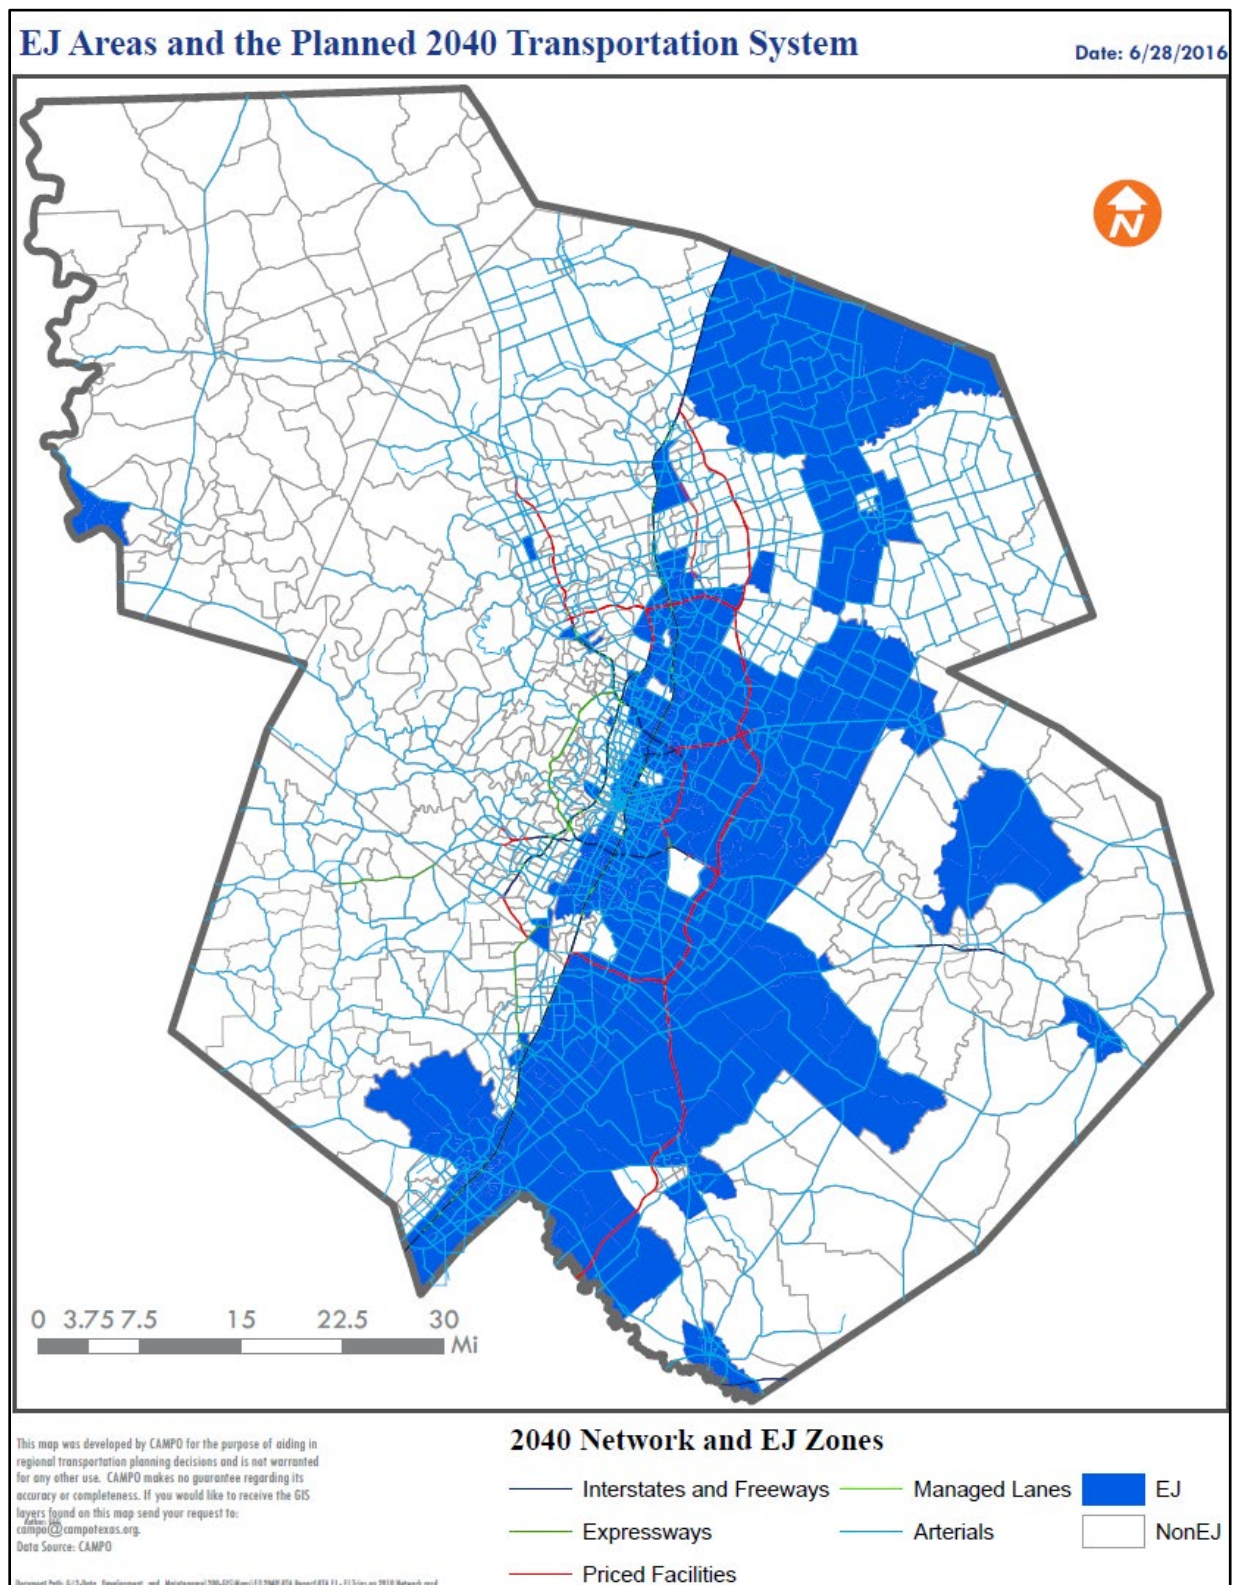 EJ Areas and the Planned 2040 Transportation System
Date: 6/28/2016
N
0 3.75 7.5 15 22.5 30
Mi
This map was developed by CAMPO for the purpose of aiding in
regional transportation planning decisions and is not warranted
for any other use. CAMPO makes no guarantee regarding its
accuracy or completeness. If you would like to receive the GIS
layers found on this map send your request to:
campo@campotexas.org.
Data Source: CAMPO
2040 Network and EJ Zones
Interstates and Freeways
Managed Lanes
EJ
Expressways
Arterials
NonEJ
Priced Facilities